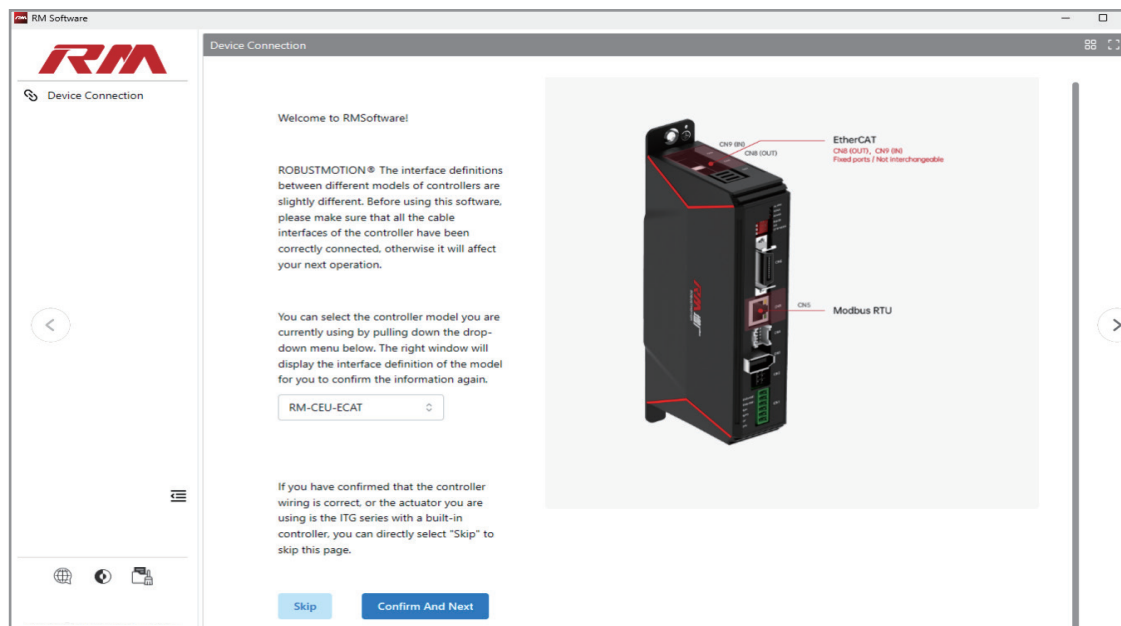 RM Software
RM
Device Connection
Device Connection
Welcome to RMSoftware!
ROBUSTMOTION® The interface definitions
between different models of controllers are
slightly different. Before using this software,
please make sure that all the cable
interfaces of the controller have been
correctly connected, otherwise it will affect
your next operation.
You can select the controller model you are
currently using by pulling down the drop-
down menu below. The right window will
display the interface definition of the model
for you to confirm the information again.
RM-CEU-ECAT
If you have confirmed that the controller
wiring is correct, or the actuator you are
using is the ITG series with a built-in
controller, you can directly select "Skip" to
skip this page.
Skip
Confirm And Next
CN9 (IN)
CN8 (OUT)
EtherCAT
CN8 (OUT), CN9 (IN)
Fixed ports / Not Interchangeable
CN5
Modbus RTU
RM